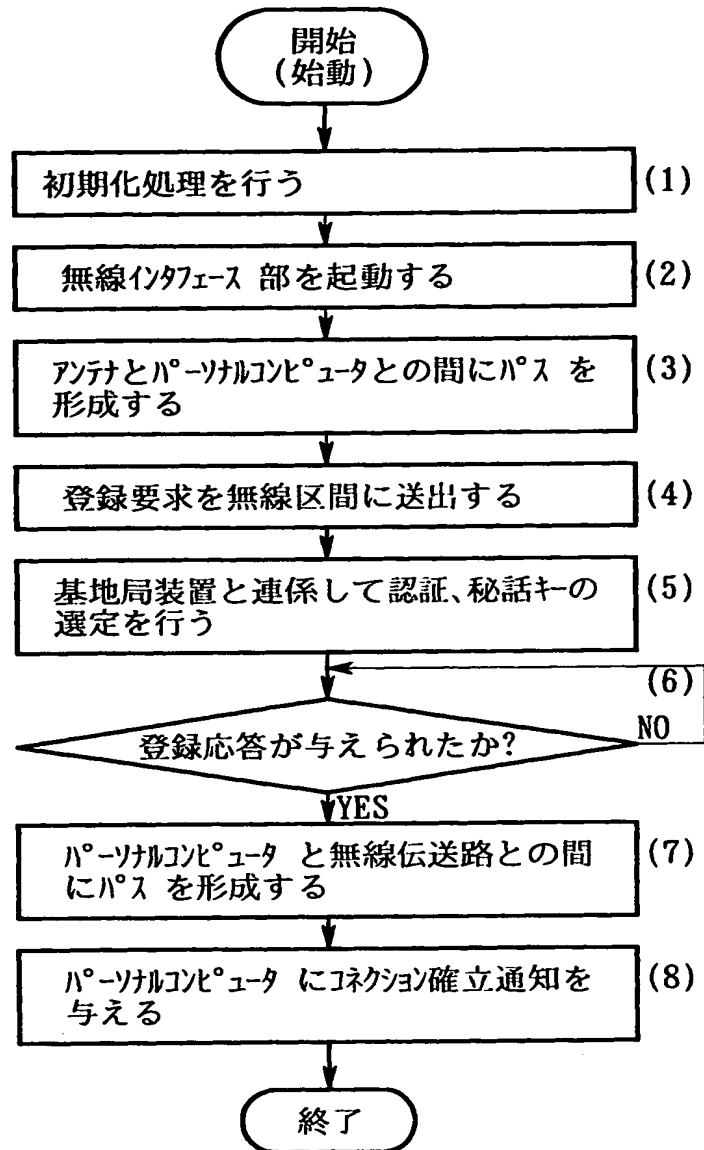 開始
(始動)
初期化処理を行う
(1)
無線ｲﾝﾀﾌｪｰｽ 部を起動する
(2)
ｱﾝﾃﾅとﾊﾟｰｿﾅﾙｺﾝﾋﾟｭｰﾀとの間にﾊﾟｽ を
形成する
(3)
登録要求を無線区間に送出する
(4)
基地局装置と連係して認証､秘話ｷｰの
選定を行う
(5)
(6)
登録応答が与えられたか?
NO
YES
ﾊﾟｰｿﾅﾙｺﾝﾋﾟｭｰﾀ と無線伝送路との間
にﾊﾟｽ を形成する
(7)
ﾊﾟｰｿﾅﾙｺﾝﾋﾟｭｰﾀ にｺﾈｸｼｮﾝ確立通知を
与える
(8)
終了